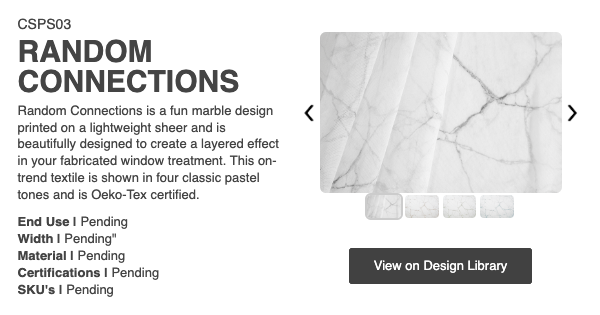 CSPS03
RANDOM
CONNECTIONS
Random Connections is a fun marble design
printed on a lightweight sheer and is
beautifully designed to create a layered effect
in your fabricated window treatment. This on-
trend textile is shown in four classic pastel
tones and is Oeko-Tex certified.
End Use I Pending
Width I Pending"
Material I Pending
Certifications I Pending
SKU's I Pending
View on Design Library